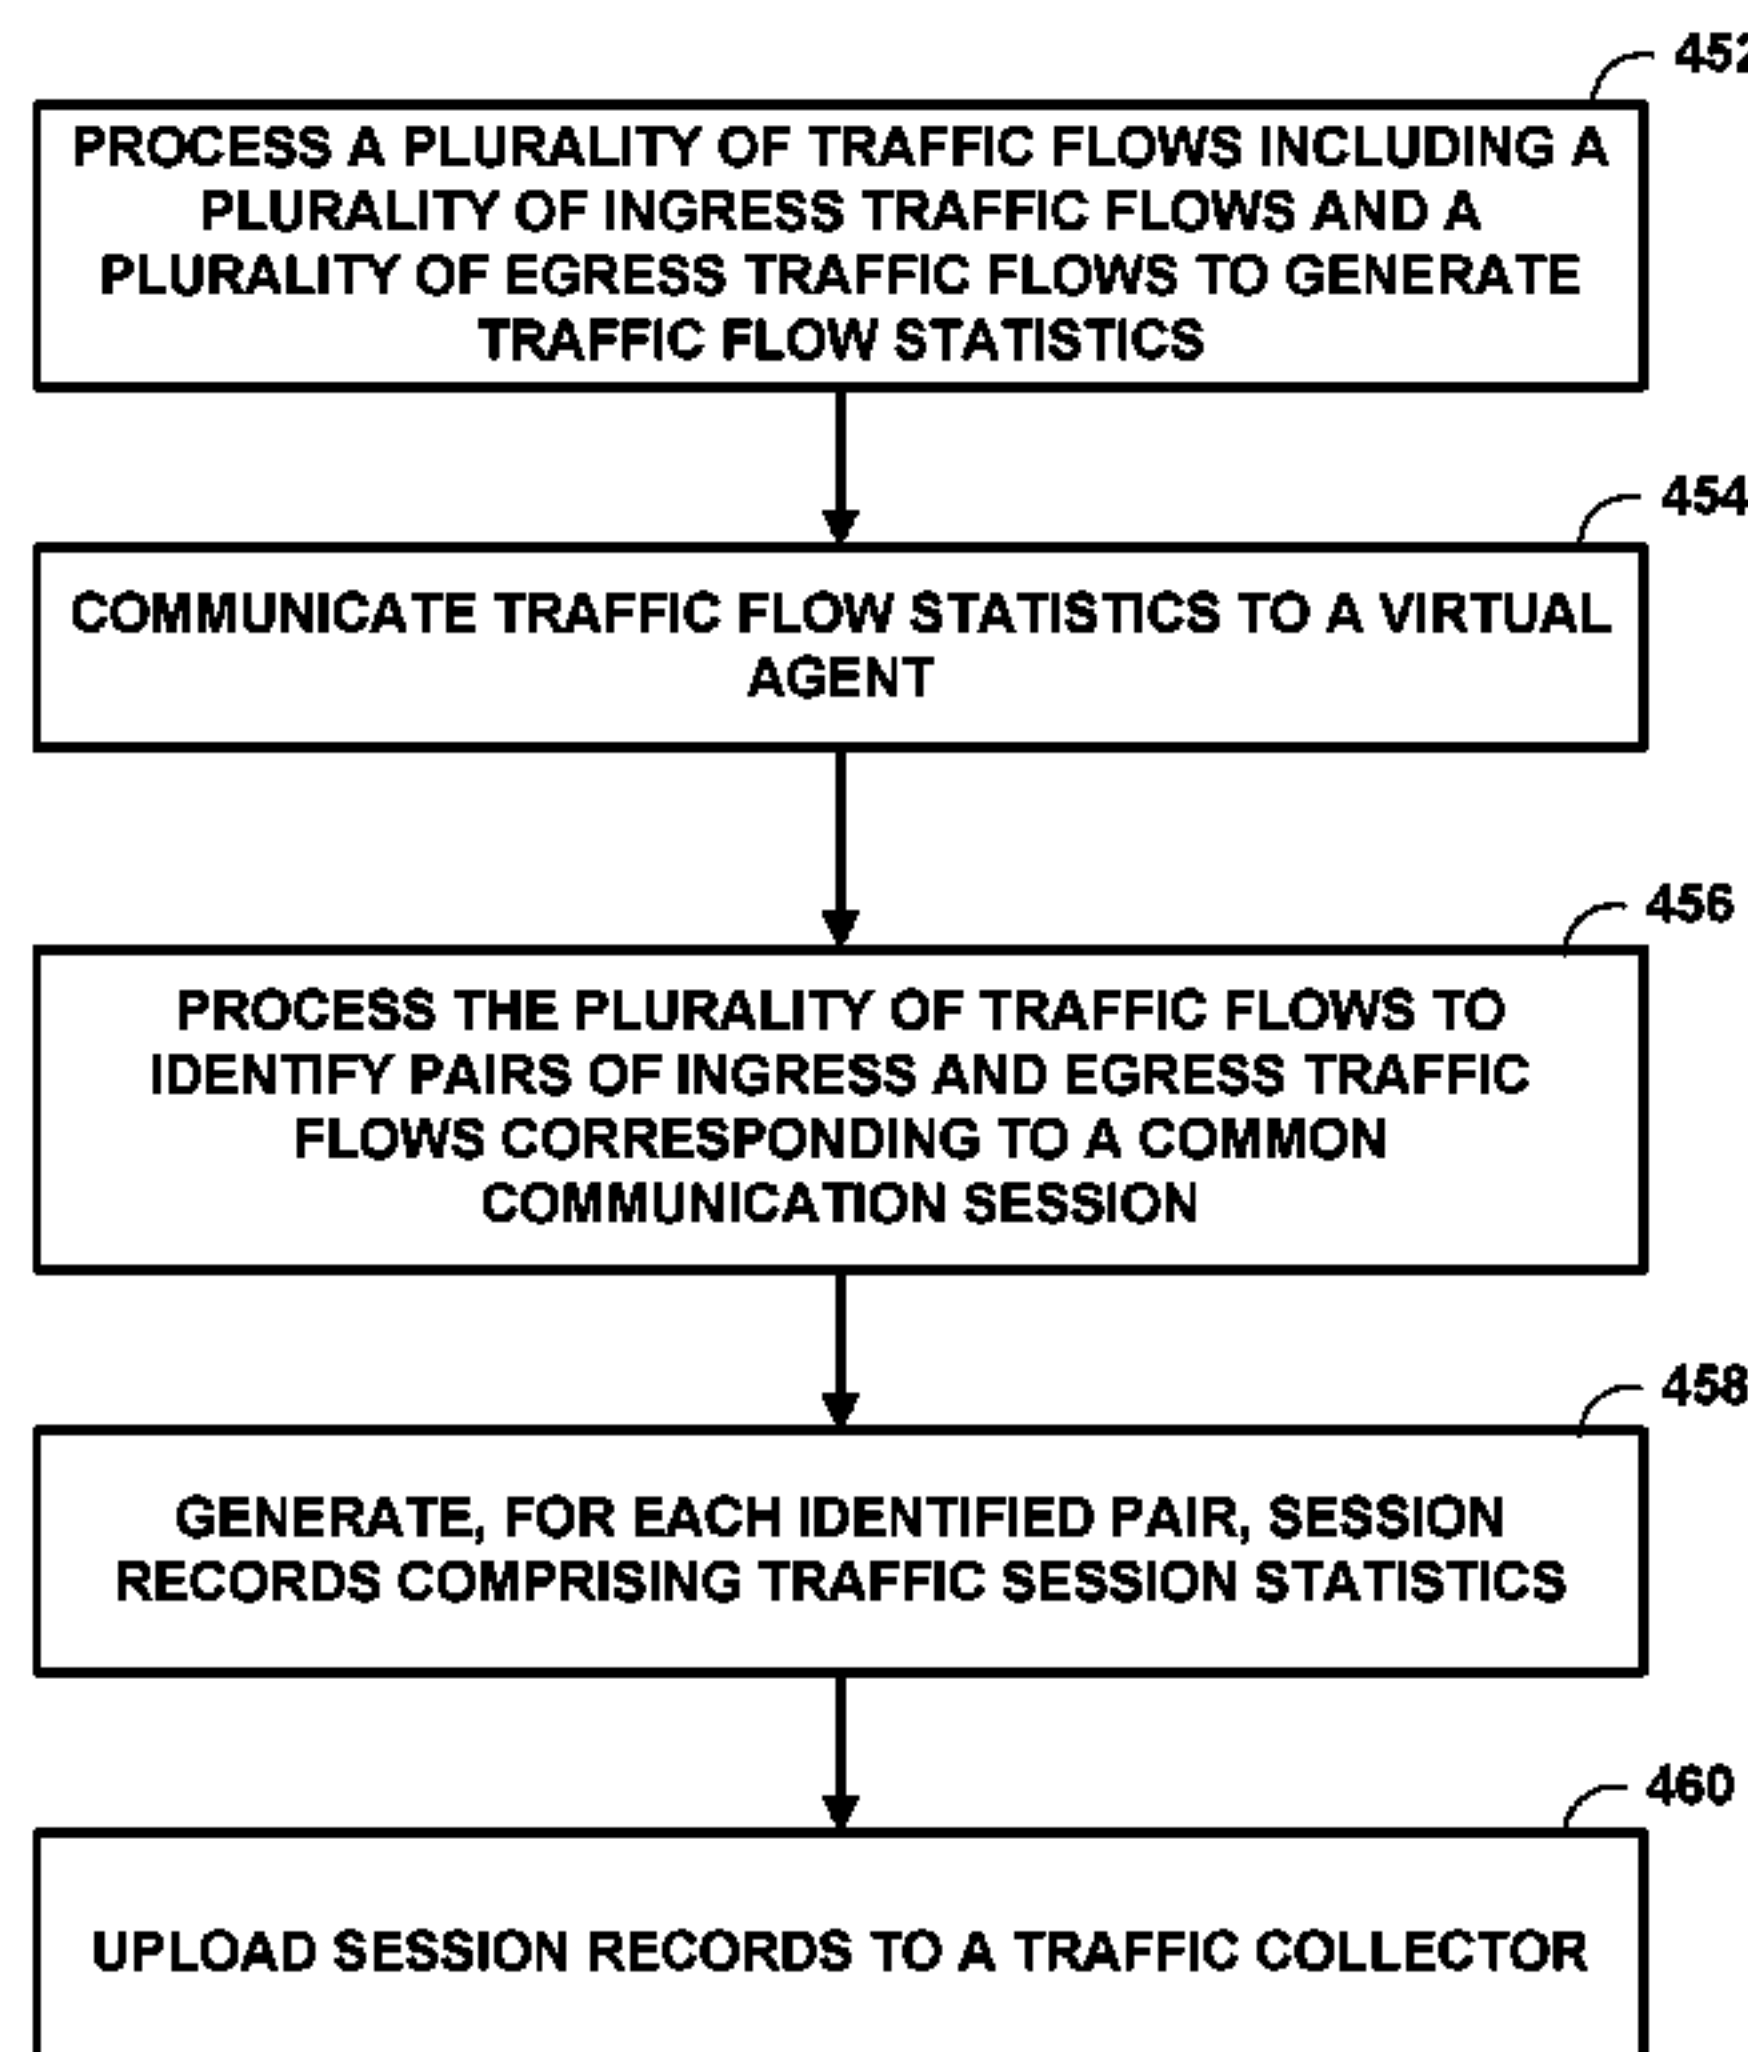 452
PROCESS A PLURALITY OF TRAFFIC FLOWS INCLUDING A
PLURALITY OF INGRESS TRAFFIC FLOWS AND A
PLURALITY OF EGRESS TRAFFIC FLOWS TO GENERATE
TRAFFIC FLOW STATISTICS
454
COMMUNICATE TRAFFIC FLOW STATISTICS TO A VIRTUAL
AGENT
456
PROCESS THE PLURALITY OF TRAFFIC FLOWS TO
IDENTIFY PAIRS OF INGRESS AND EGRESS TRAFFIC
FLOWS CORRESPONDING TO A COMMON
COMMUNICATION SESSION
458
GENERATE, FOR EACH IDENTIFIED PAIR, SESSION
RECORDS COMPRISING TRAFFIC SESSION STATISTICS
460
UPLOAD SESSION RECORDS TO A TRAFFIC COLLECTOR